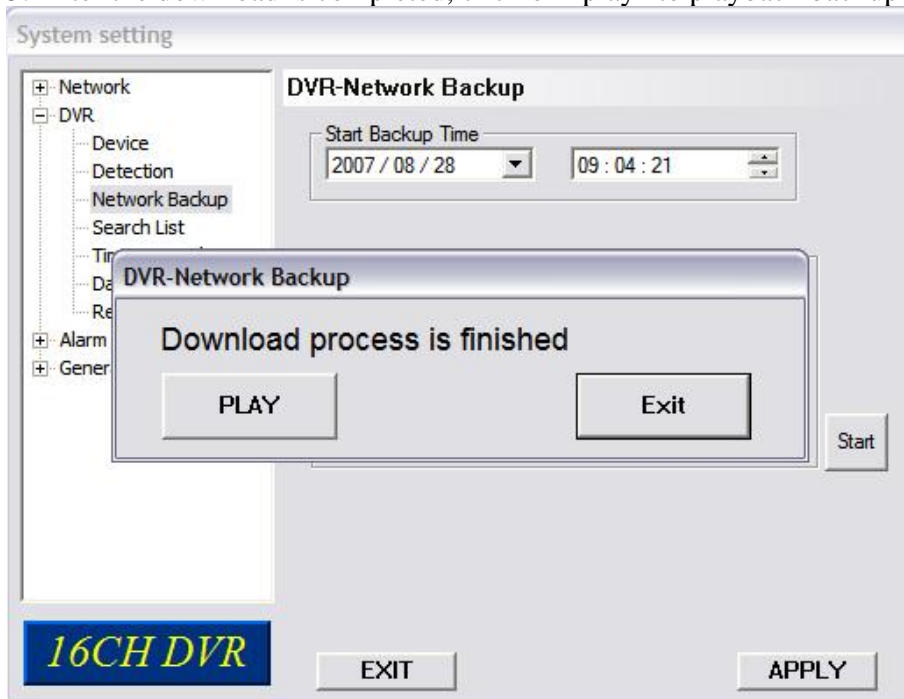 System setting
Network
DVR
Device
Detection
Network Backup
Search List
Alarm
DVR-Network Backup
Start Backup Time
2007 / 08 / 28
09 : 04 : 21
DVR-Network Backup
Download process is finished
PLAY
Exit
Start
16CH DVR
EXIT
APPLY